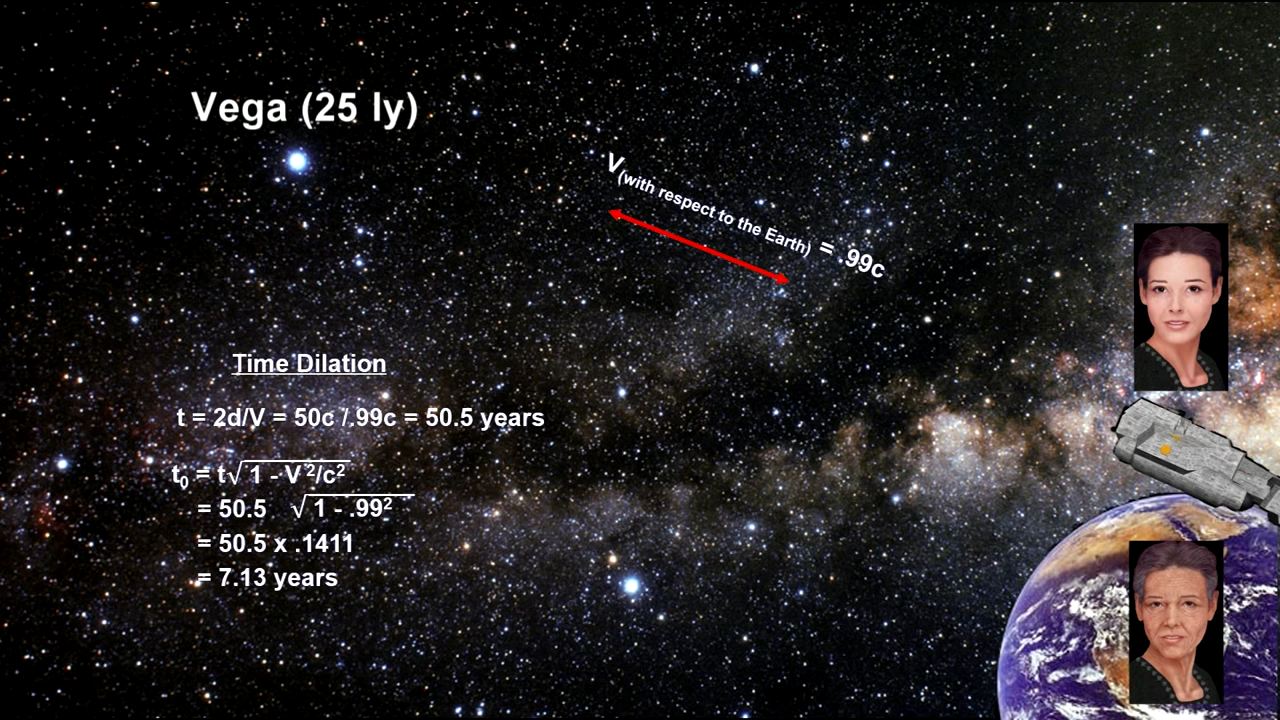 Vega (25 ly)
V(with respect to the Earth) = .99c
Time Dilation
t = 2d/V = 50c /.99c = 50.5 years
t₀ = t√ 1 - V²/c²
= 50.5 √ 1 - .99²
= 50.5 x .1411
= 7.13 years